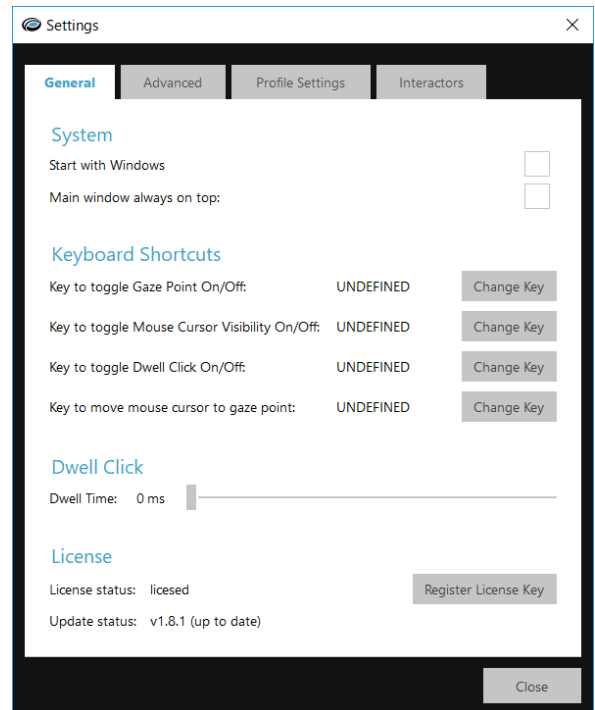 Settings
General Advanced Profile Settings Interactors
System
Start with Windows
Main window always on top:
Keyboard Shortcuts
Key to toggle Gaze Point On/Off: UNDEFINED Change Key
Key to toggle Mouse Cursor Visibility On/Off: UNDEFINED Change Key
Key to toggle Dwell Click On/Off: UNDEFINED Change Key
Key to move mouse cursor to gaze point: UNDEFINED Change Key
Dwell Click
Dwell Time: 0 ms
License
License status: licesed Register License Key
Update status: v1.8.1 (up to date)
Close